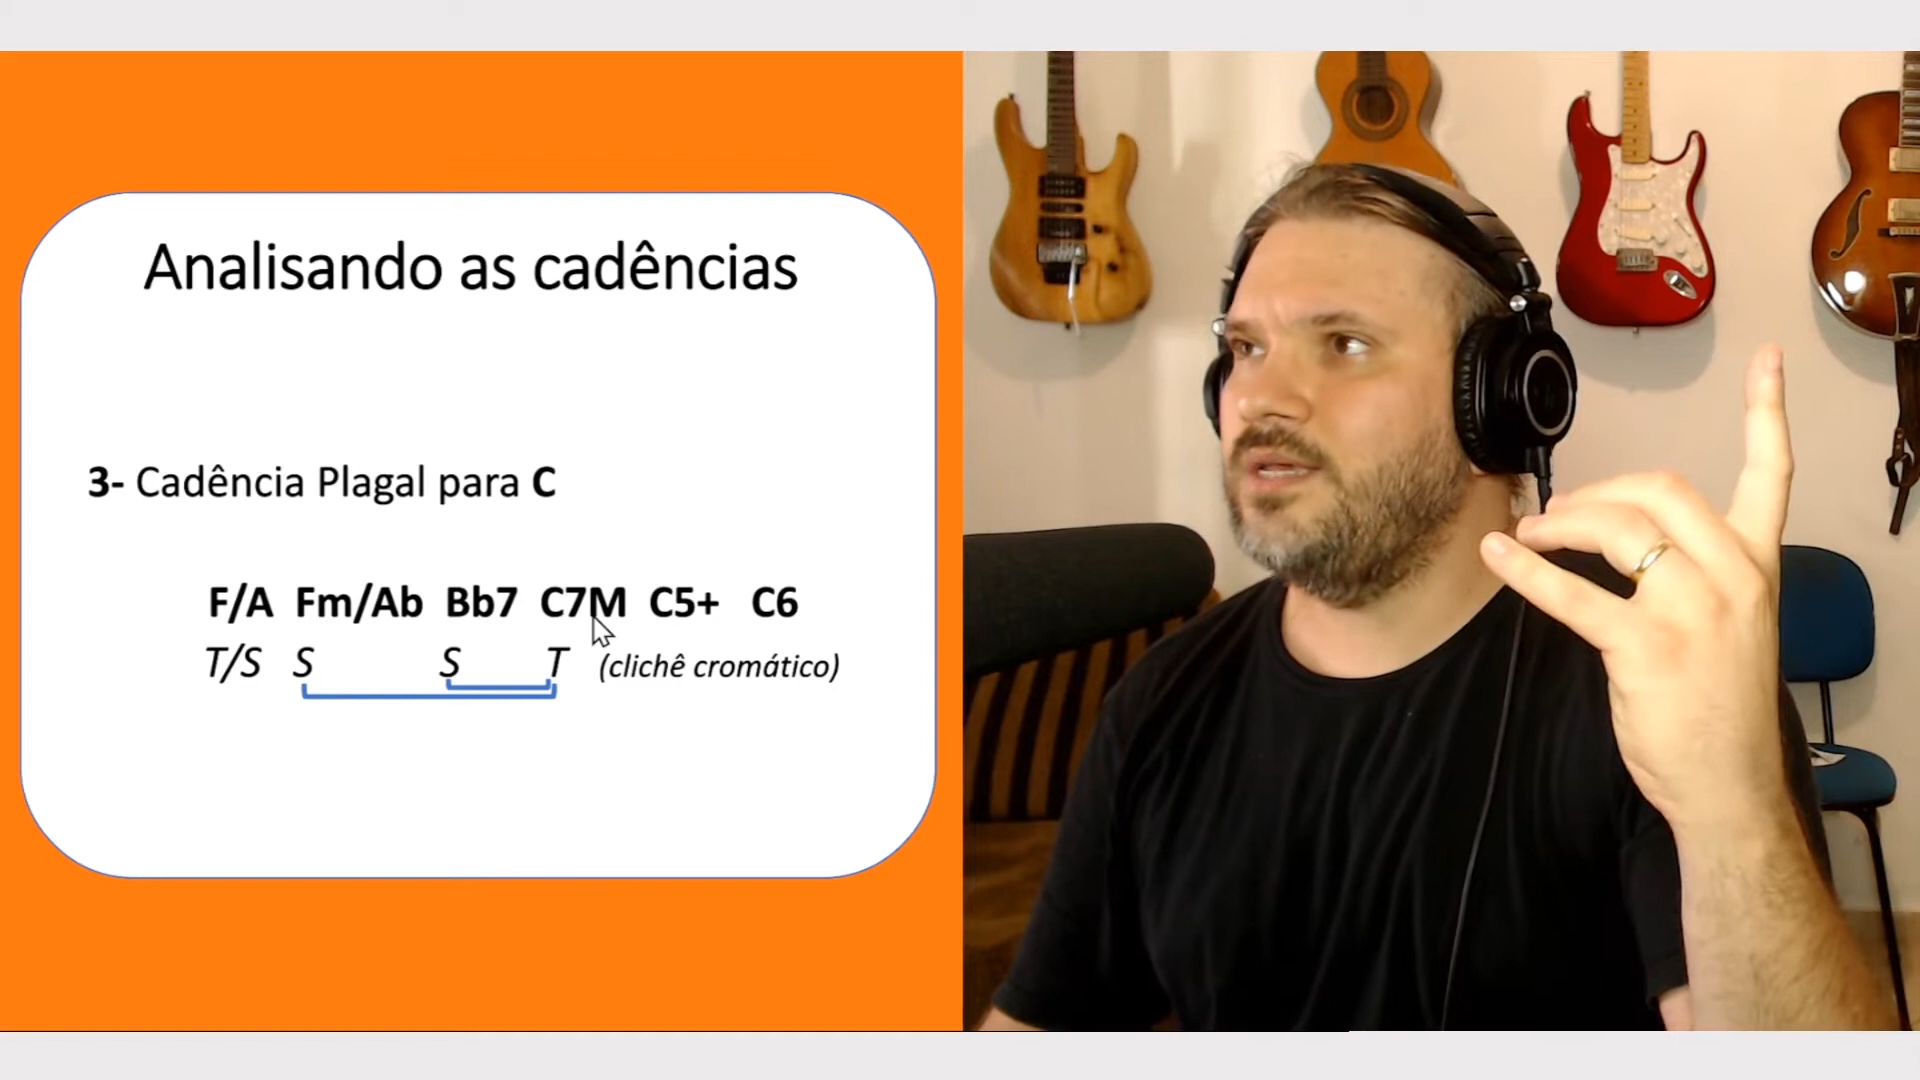 Analisando as cadências
3- Cadência Plagal para C
F/A Fm/Ab Bb7 C7M C5+ C6
T/S S S T (clichê cromático)